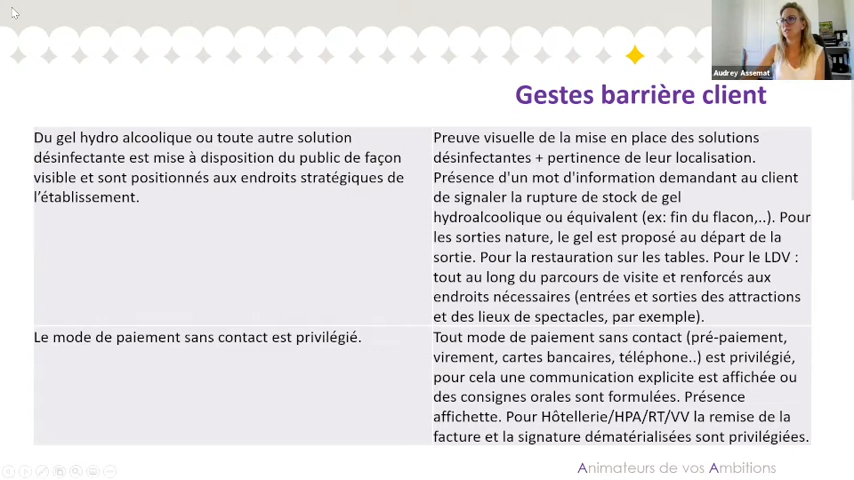 Audrey Assemat
Gestes barrière client
Du gel hydro alcoolique ou toute autre solution
désinfectante est mise à disposition du public de façon
visible et sont positionnés aux endroits stratégiques de
l’établissement.
Preuve visuelle de la mise en place des solutions
désinfectantes + pertinence de leur localisation.
Présence d'un mot d'information demandant au client
de signaler la rupture de stock de gel
hydroalcoolique ou équivalent (ex: fin du flacon,..). Pour
les sorties nature, le gel est proposé au départ de la
sortie. Pour la restauration sur les tables. Pour le LDV :
tout au long du parcours de visite et renforcés aux
endroits nécessaires (entrées et sorties des attractions
et des lieux de spectacles, par exemple).
Le mode de paiement sans contact est privilégié.
Tout mode de paiement sans contact (pré-paiement,
virement, cartes bancaires, téléphone..) est privilégié,
pour cela une communication explicite est affichée ou
des consignes orales sont formulées. Présence
affichette. Pour Hôtellerie/HPA/RT/VV la remise de la
facture et la signature dématérialisées sont privilégiées.
Animateurs de vos Ambitions